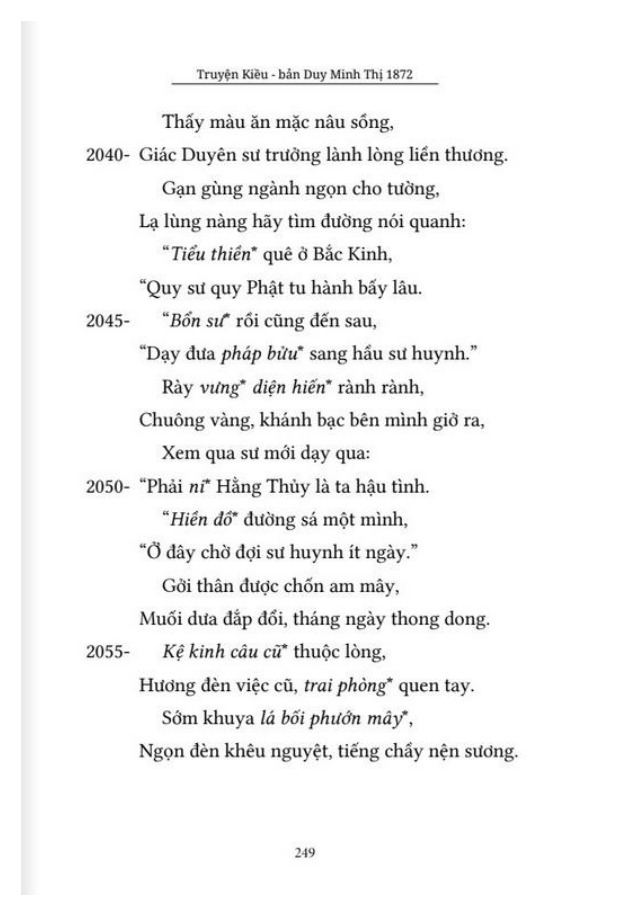 Truyện Kiều - bản Duy Minh Thị 1872
Thấy màu ăn mặc nâu sồng,
2040- Giác Duyên sư trưởng lành lòng liền thương.
Gạn gùng ngành ngọn cho tường,
Lạ lùng nàng hãy tìm đường nói quanh:
“Tiểu thiền* quê ở Bắc Kinh,
“Quy sư quy Phật tu hành bấy lâu.
2045- “Bổn sư* rồi cũng đến sau,
“Dạy đưa pháp bửu* sang hầu sư huynh.”
Rày vưng* diện hiến* rành rành,
Chuông vàng, khánh bạc bên mình giở ra,
Xem qua sư mới dạy qua:
2050- “Phải ni* Hằng Thủy là ta hậu tình.
“Hiền đồ* đường sá một mình,
“Ở đây chờ đợi sư huynh ít ngày.”
Gởi thân được chốn am mây,
Muối dưa đắp đổi, tháng ngày thong dong.
2055- Kệ kinh câu cũ* thuộc lòng,
Hương đèn việc cũ, trai phòng* quen tay.
Sớm khuya lá bối phướn mây*,
Ngọn đèn khêu nguyệt, tiếng chầy nện sương.
249